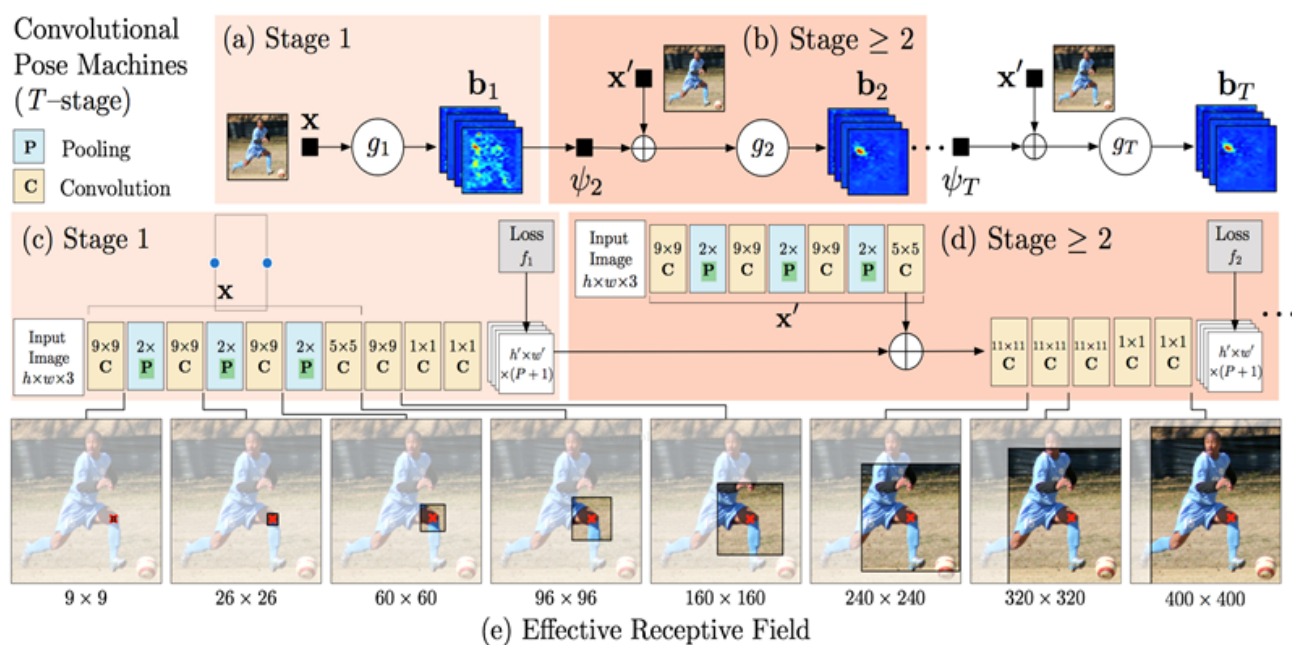 Convolutional
Pose Machines
(T–stage)
P Pooling
C Convolution
(a) Stage 1
x
g₁
b₁
(b) Stage ≥ 2
x′
ψ₂
g₂
b₂
x′
ψ_T
g_T
b_T
(c) Stage 1
Loss
f₁
x
Input
Image
h×w×3
9×9
C
2×
P
9×9
C
2×
P
9×9
C
2×
P
5×5
C
9×9
C
1×1
C
1×1
C
h′×w′
×(P+1)
(d) Stage ≥ 2
Input
Image
h×w×3
9×9
C
2×
P
9×9
C
2×
P
9×9
C
2×
P
5×5
C
x′
Loss
f₂
11×11
C
11×11
C
11×11
C
1×1
C
1×1
C
h′×w′
×(P+1)
9 × 9
26 × 26
60 × 60
96 × 96
160 × 160
240 × 240
320 × 320
400 × 400
(e) Effective Receptive Field